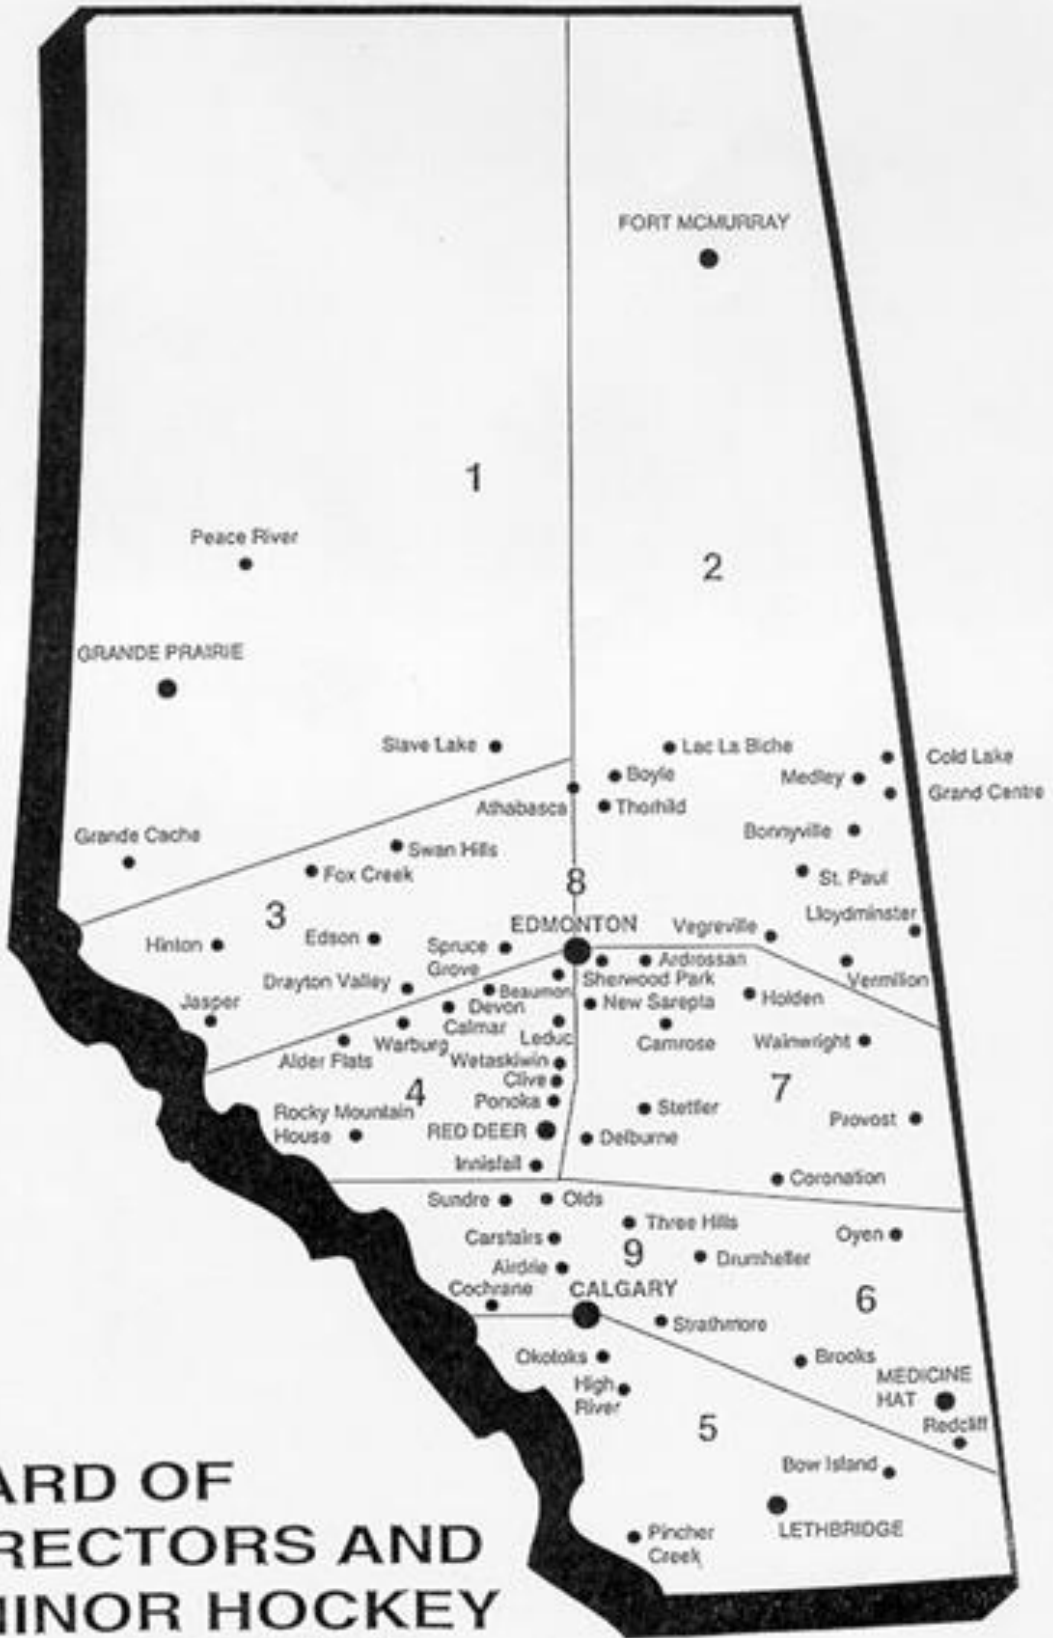 FORT MCMURRAY
1
Peace River
2
GRANDE PRAIRIE
Slave Lake
Lac La Biche
Cold Lake
Boyle
Medley
Grand Centre
Athabasca
Thorhild
Grande Cache
Bonnyville
Swan Hills
Fox Creek
8
St. Paul
3
EDMONTON
Vegreville
Lloydminster
Hinton
Edson
Spruce
Grove
Ardrossan
Sherwood Park
Vermilion
Drayton Valley
Beaumon
New Sarepta
Holden
Jasper
Devon
Calmar
Warburg
Leduc
Camrose
Wainwright
Alder Flats
Wetaskiwin
Clive
4
Ponoka
7
Rocky Mountain
House
RED DEER
Stettler
Provost
Delburne
Innisfail
Coronation
Sundre
Olds
Three Hills
Oyen
Carstairs
9
Drumheller
Airdrie
Cochrane
CALGARY
6
Strathmore
Okotoks
Brooks
High
River
MEDICINE
HAT
5
Redcliff
Bow Island
LETHBRIDGE
Pincher
Creek
ARD OF
RECTORS AND
MINOR HOCKEY